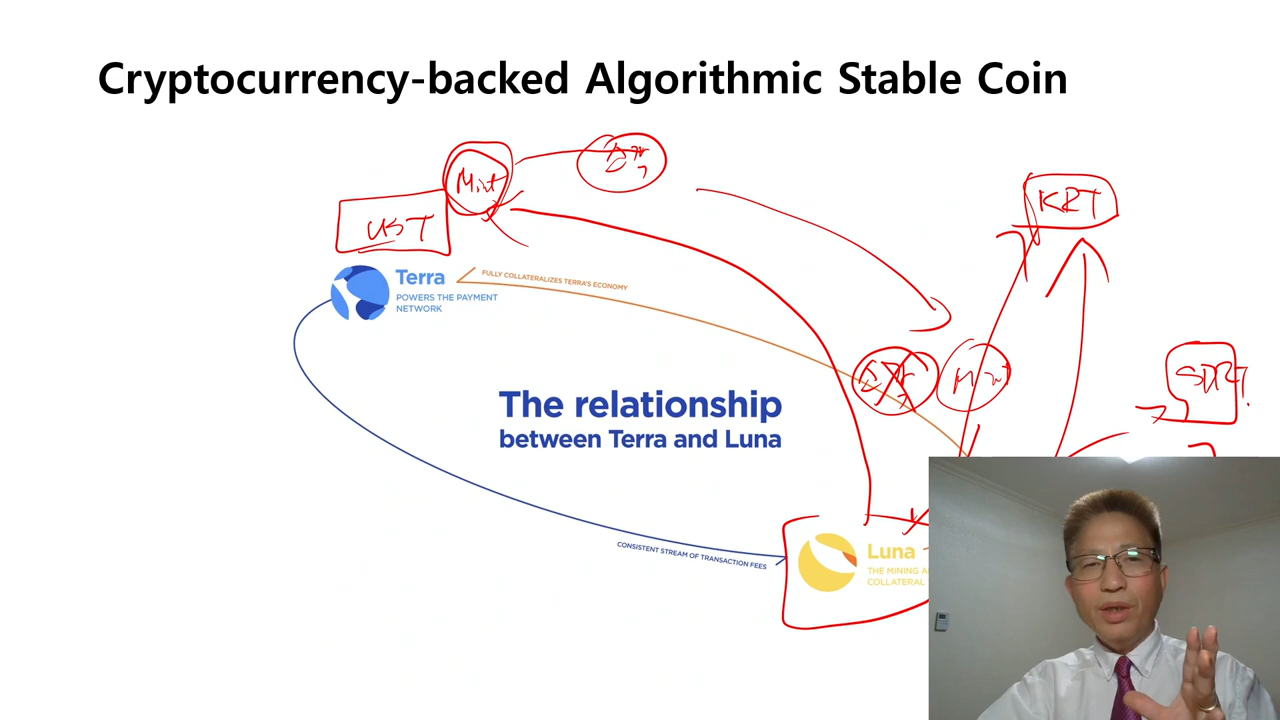 Cryptocurrency-backed Algorithmic Stable Coin
Mint
UST
KRT
Terra
POWERS THE PAYMENT
NETWORK
FULLY COLLATERALIZES TERRA'S ECONOMY
The relationship
between Terra and Luna
SDRT
CONSISTENT STREAM OF TRANSACTION FEES
Luna
THE MINING
COLLATERAL